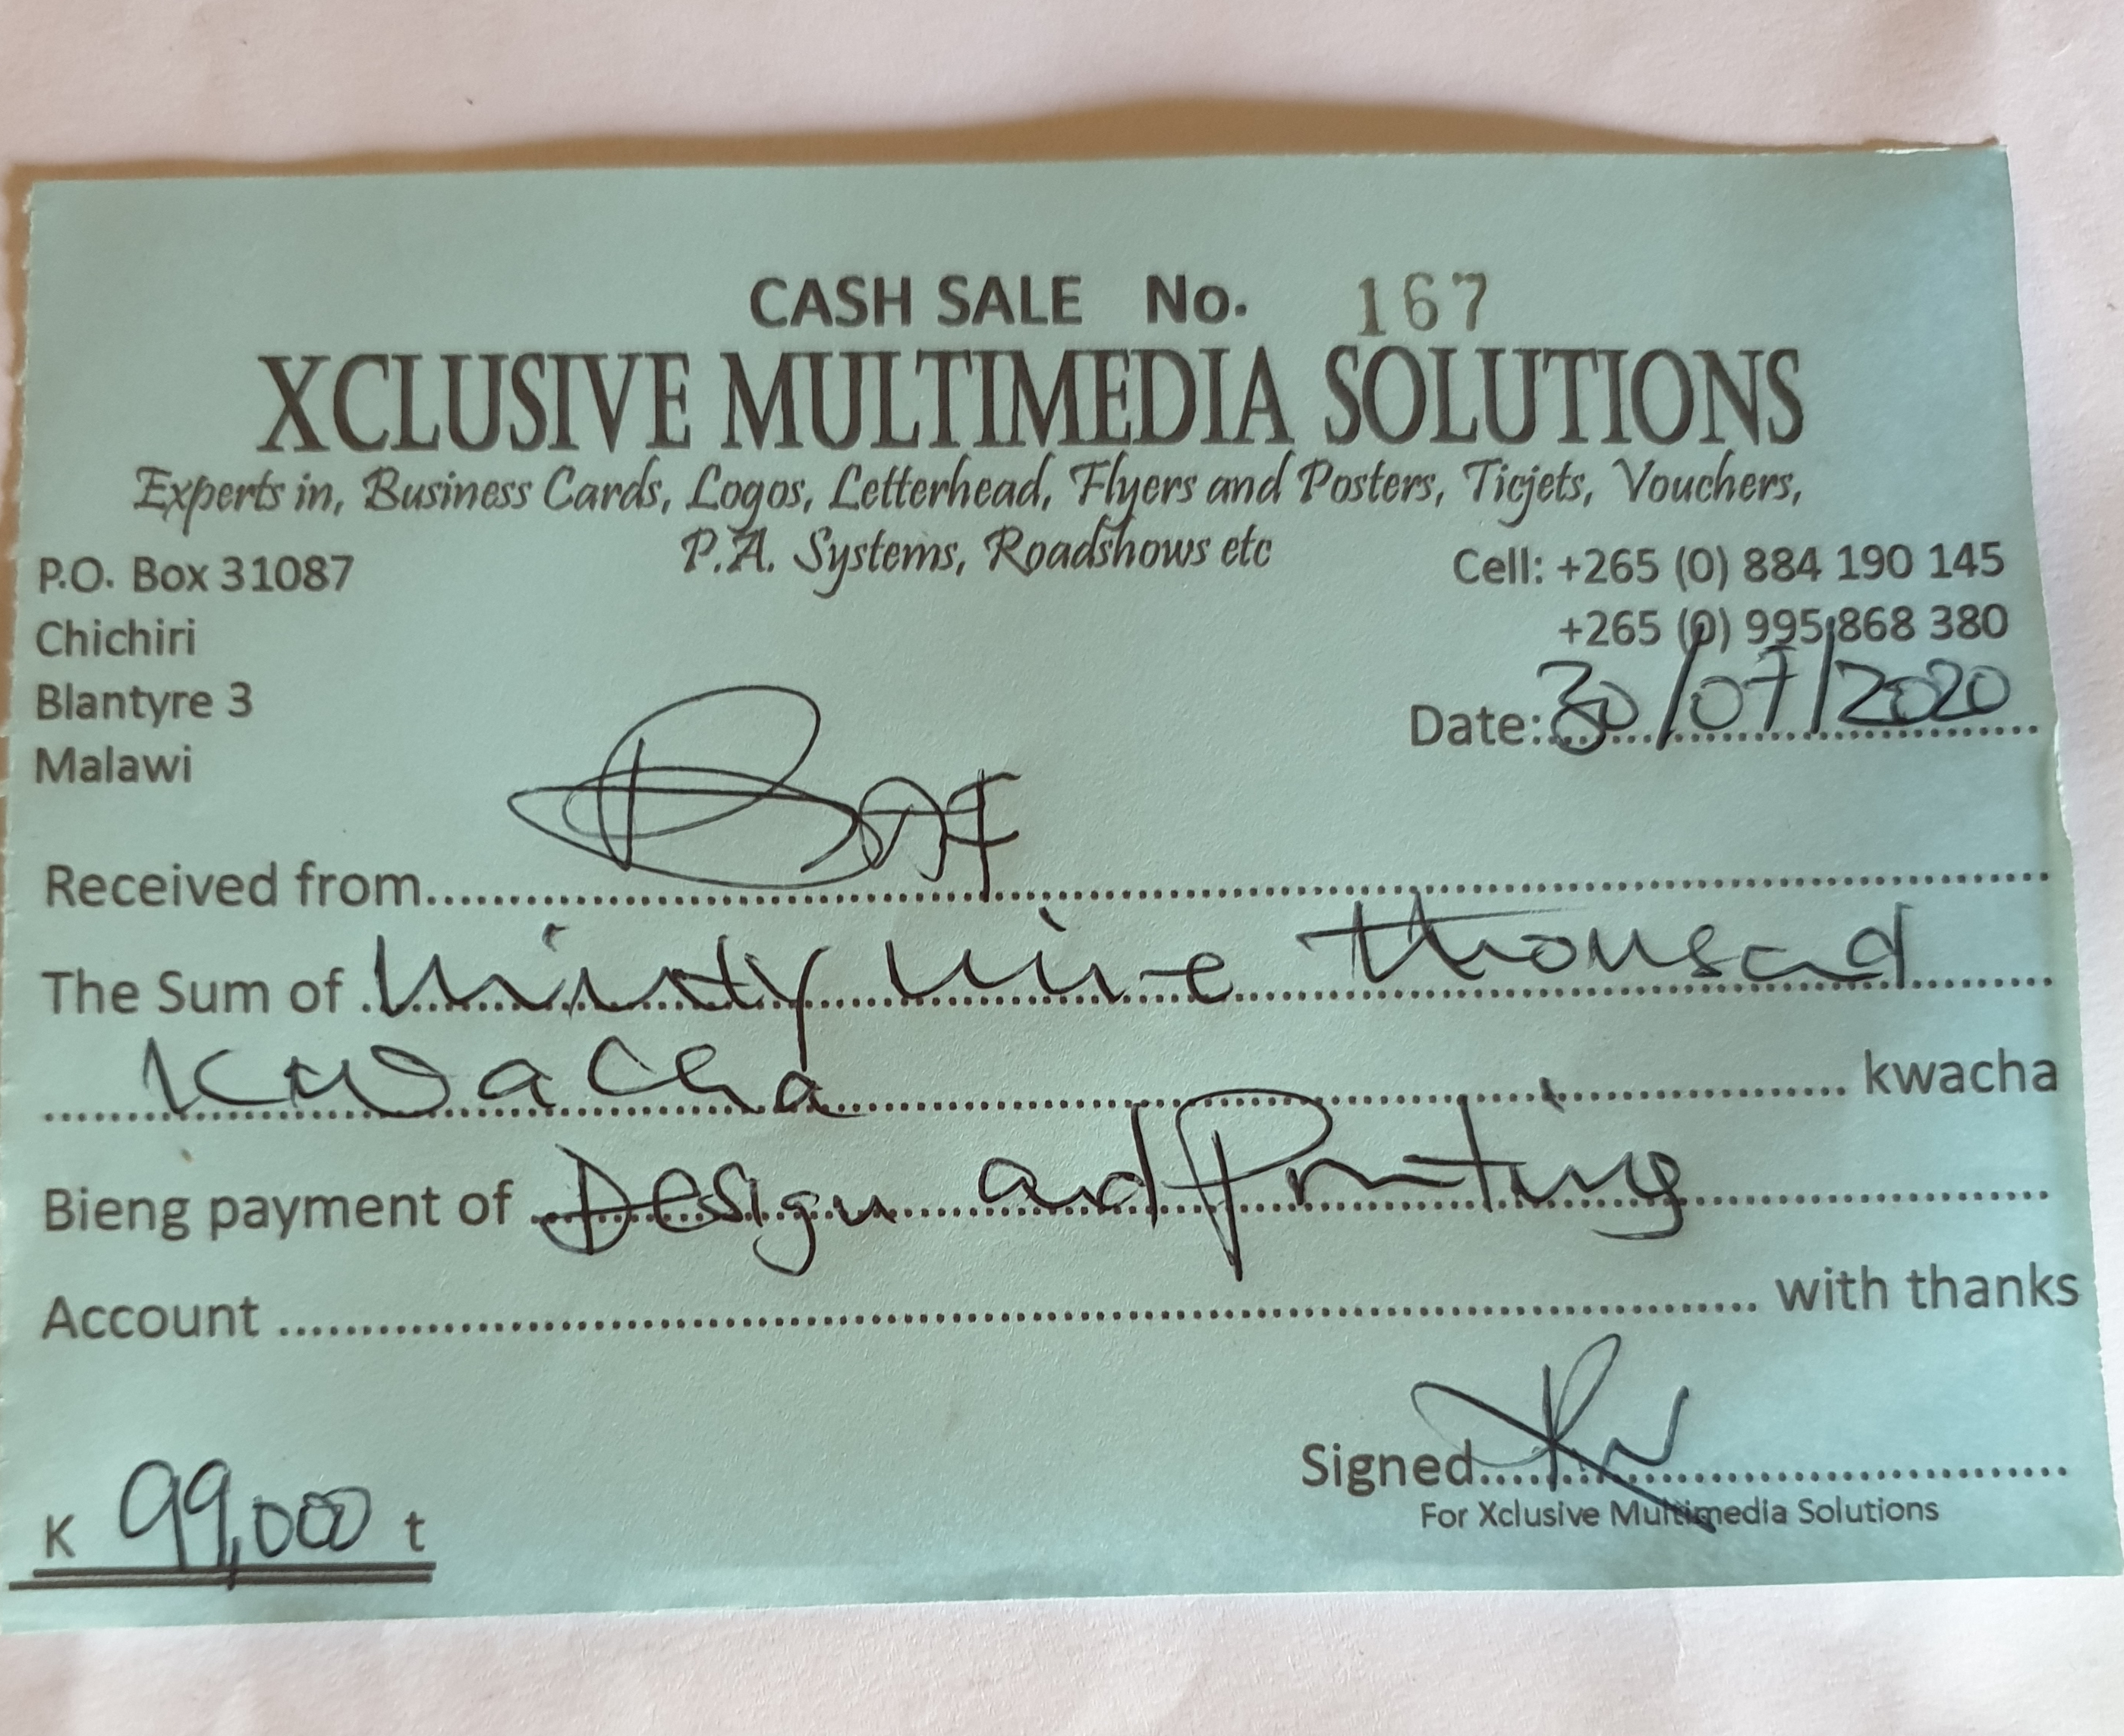 CASH SALE No. 167
XCLUSIVE MULTIMEDIA SOLUTIONS
Experts in, Business Cards, Logos, Letterhead, Flyers and Posters, Ticjets, Vouchers,
P.A. Systems, Roadshows etc
P.O. Box 31087
Chichiri
Blantyre 3
Malawi
Cell: +265 (0) 884 190 145
+265 (0) 995 868 380
Date: 30/07/2020
Received from
The Sum of Ninty nine thousand
Kwacha kwacha
Bieng payment of Design and Printing
Account with thanks
Signed
For Xclusive Multimedia Solutions
K 99,000 t